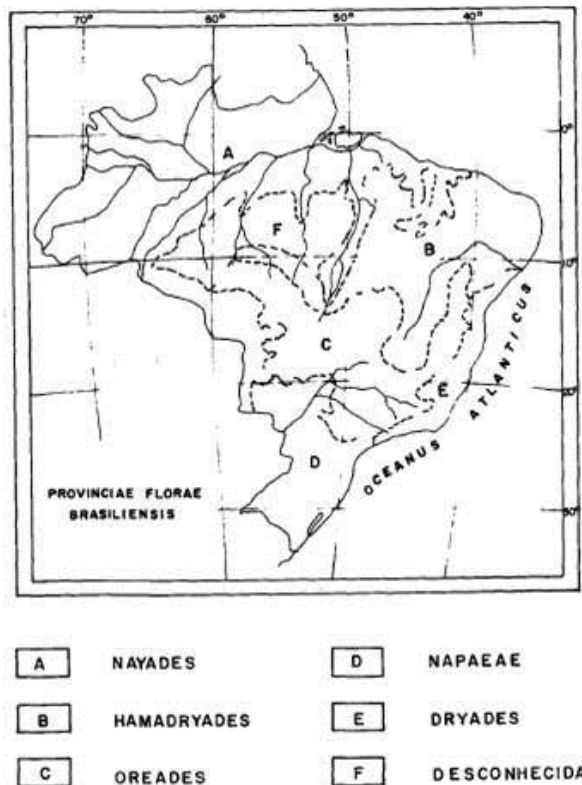 70° 60° 50° 40°
0°
A
F
B
10°
C
E
20°
D
OCEANUS ATLANTICUS
PROVINCIAE FLORAE
BRASILIENSIS
30°
A NAYADES
D NAPAEAE
B HAMADRYADES
E DRYADES
C OREADES
F DESCONHECIDA